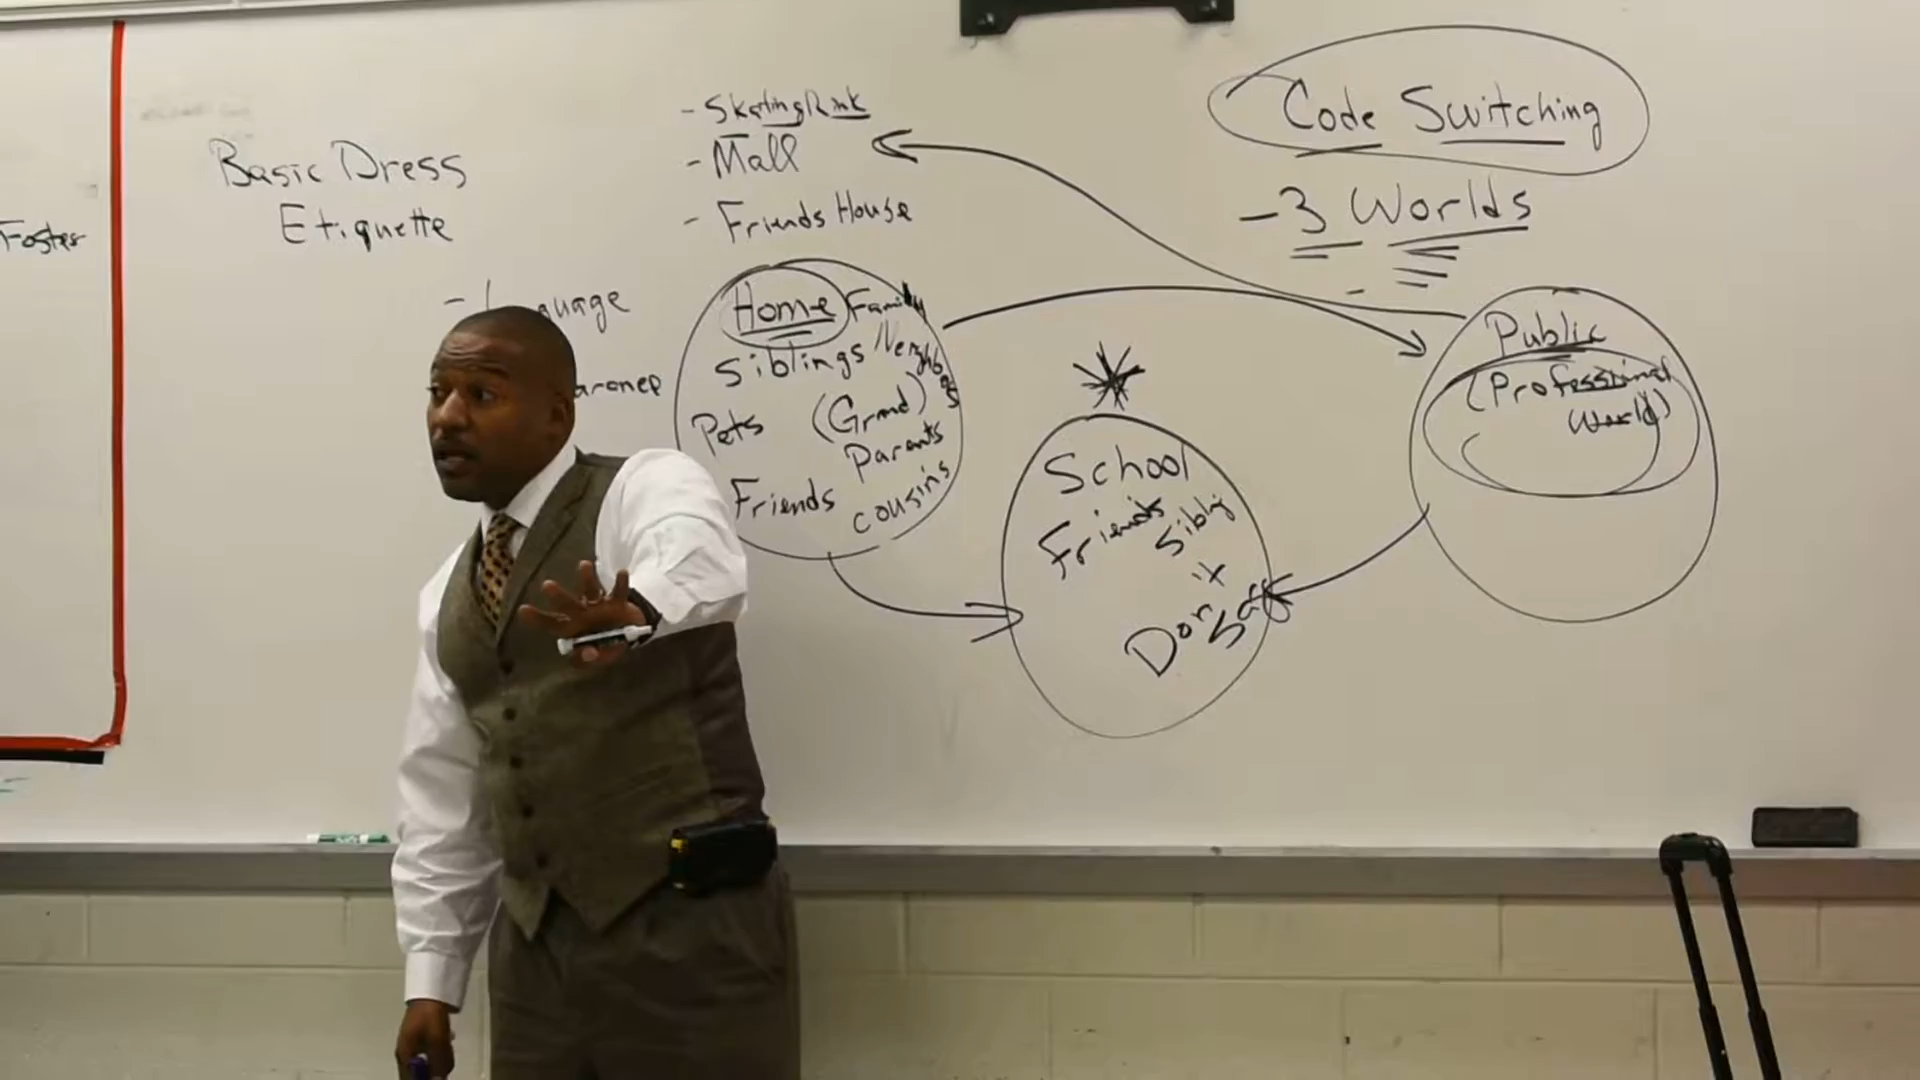 Foster
Basic Dress
Etiquette
- Skating Rink
- Mall
- Friends House
Code Switching
- 3 Worlds
Home Family
Siblings / Neighbors
Pets (Grand)
Parents
Friends cousins
School
Friends
Public
(Professional
World)